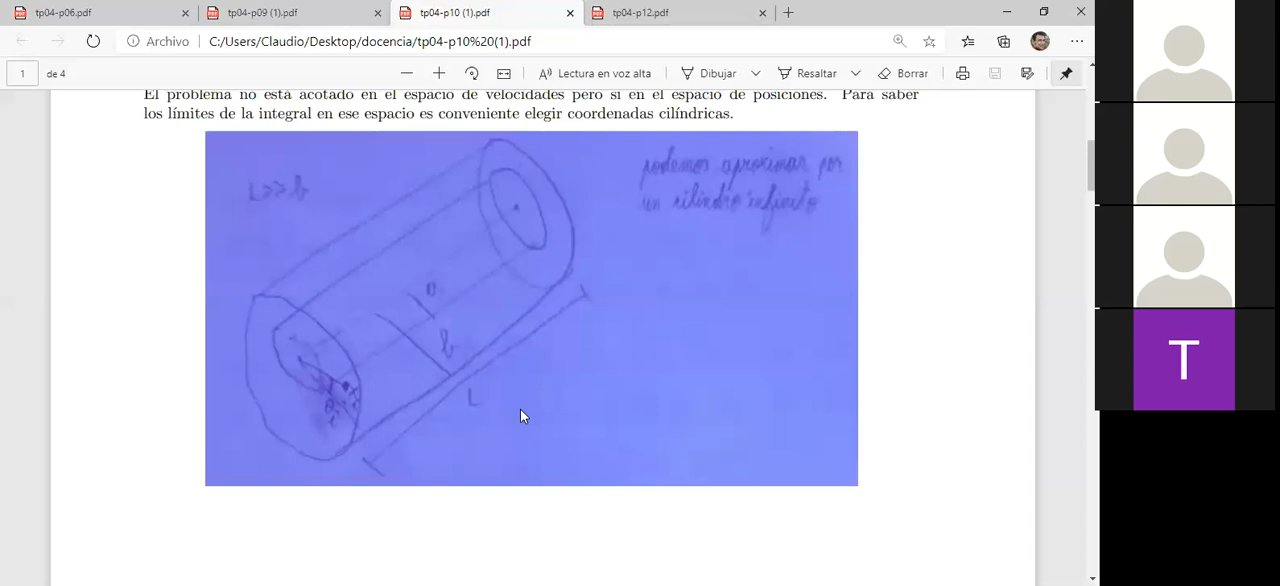 tp04-p06.pdf
tp04-p09 (1).pdf
tp04-p10 (1).pdf
tp04-p12.pdf
Archivo
C:/Users/Claudio/Desktop/docencia/tp04-p10%20(1).pdf
1
de 4
Lectura en voz alta
Dibujar
Resaltar
Borrar
El problema no está acotado en el espacio de velocidades pero si en el espacio de posiciones. Para saber
los límites de la integral en ese espacio es conveniente elegir coordenadas cilíndricas.
L>>b
podemos aproximar por
un cilindro infinito
a
b
L
T